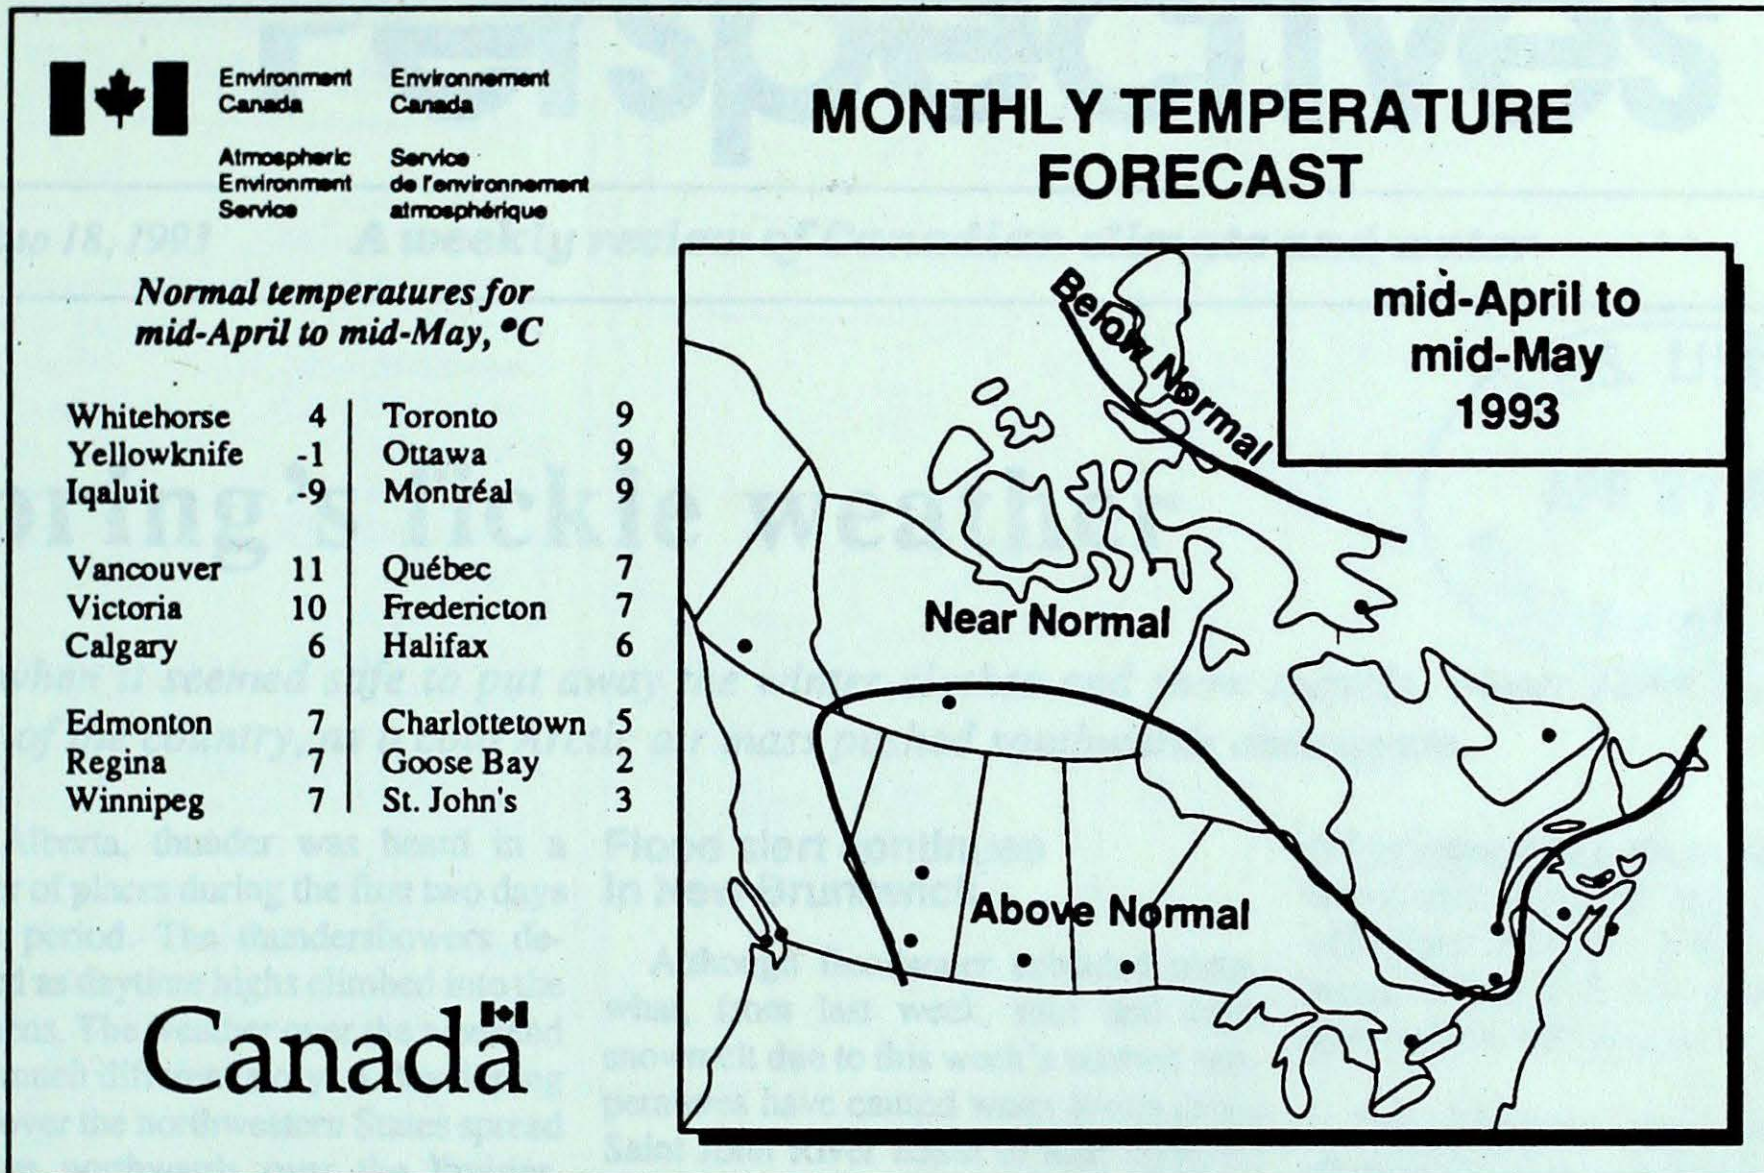 Environment Canada
Environnement Canada
Atmospheric Environment Service
Service de l'environnement atmosphérique
MONTHLY TEMPERATURE
FORECAST
Normal temperatures for
mid-April to mid-May, °C
Whitehorse 4 Toronto 9
Yellowknife -1 Ottawa 9
Iqaluit -9 Montréal 9
Vancouver 11 Québec 7
Victoria 10 Fredericton 7
Calgary 6 Halifax 6
Edmonton 7 Charlottetown 5
Regina 7 Goose Bay 2
Winnipeg 7 St. John's 3
Canada
mid-April to
mid-May
1993
Below Normal
Near Normal
Above Normal